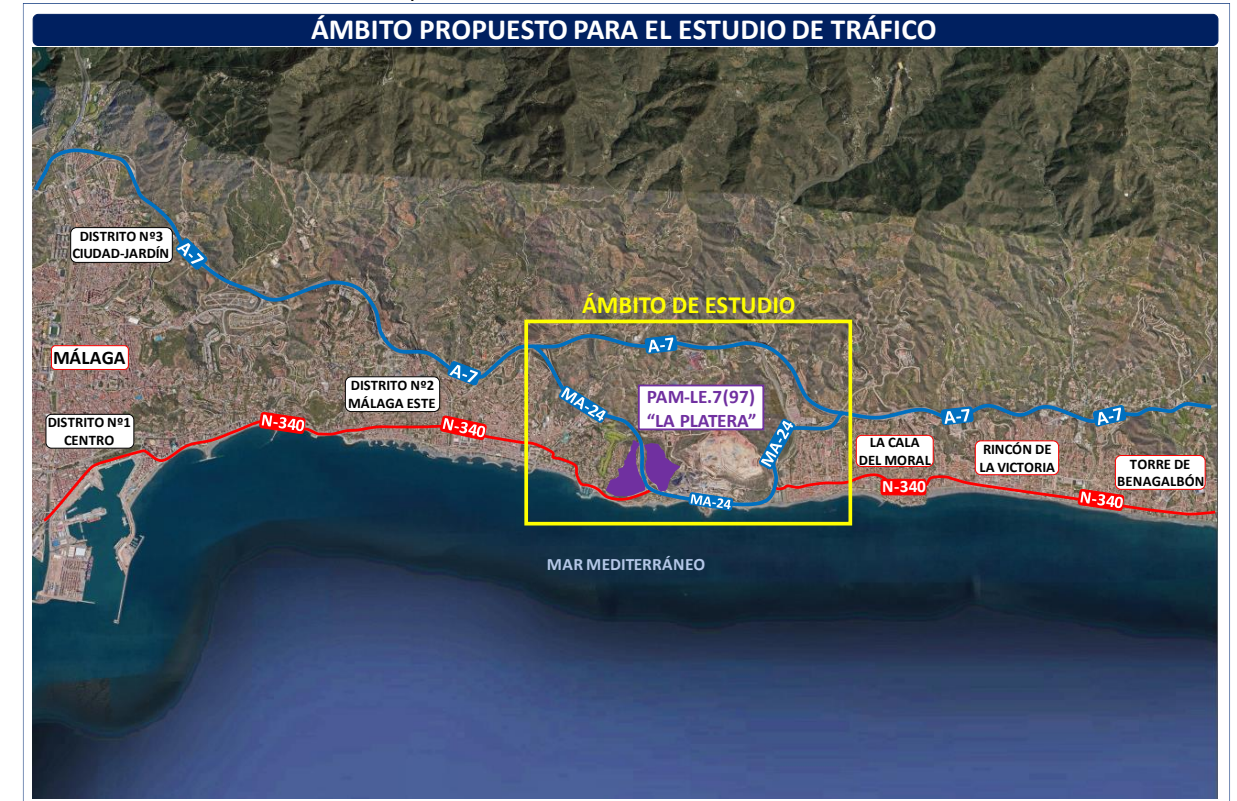 ÁMBITO PROPUESTO PARA EL ESTUDIO DE TRÁFICO
DISTRITO Nº3
CIUDAD-JARDÍN
A-7
ÁMBITO DE ESTUDIO
A-7
MÁLAGA
A-7
DISTRITO Nº2
MÁLAGA ESTE
MA-24
PAM-LE.7(97)
“LA PLATERA”
A-7
A-7
DISTRITO Nº1
CENTRO
N-340
N-340
MA-24
LA CALA
DEL MORAL
RINCÓN DE
LA VICTORIA
TORRE DE
BENAGALBÓN
MA-24
N-340
N-340
MAR MEDITERRÁNEO